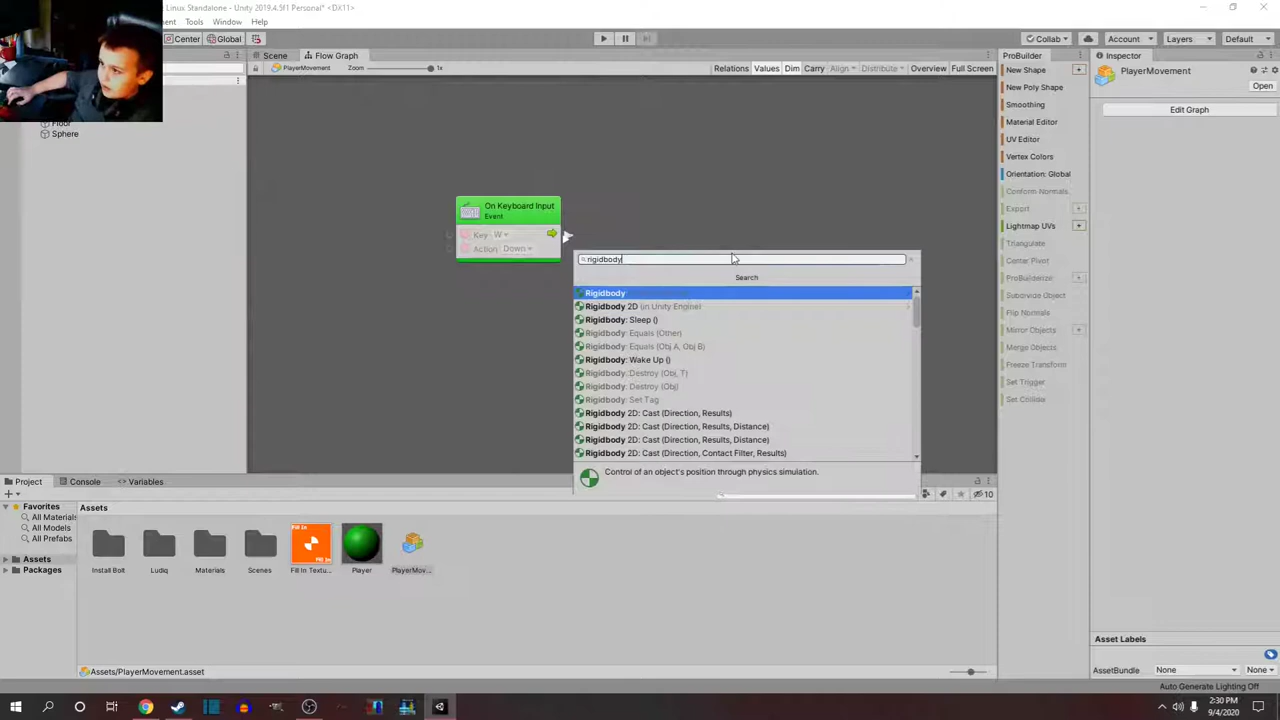 Linux Standalone - Unity 2019.4.5f1 Personal* <DX11>
Tools Window Help
Center Global
Collab Account Layers Default
Scene Flow Graph
PlayerMovement Zoom 1x
Relations Values Dim Carry Align Distribute Overview Full Screen
Floor
Sphere
On Keyboard Input
Event
Key W
Action Down
rigidbody
Search
Rigidbody
Rigidbody 2D (in Unity Engine)
Rigidbody: Sleep ()
Rigidbody: Equals (Other)
Rigidbody: Equals (Obj A, Obj B)
Rigidbody: Wake Up ()
Rigidbody: Destroy (Obj, T)
Rigidbody: Destroy (Obj)
Rigidbody: Set Tag
Rigidbody 2D: Cast (Direction, Results)
Rigidbody 2D: Cast (Direction, Results, Distance)
Rigidbody 2D: Cast (Direction, Results, Distance)
Rigidbody 2D: Cast (Direction, Contact Filter, Results)
Control of an object's position through physics simulation.
ProBuilder
New Shape
New Poly Shape
Smoothing
Material Editor
UV Editor
Vertex Colors
Orientation: Global
Conform Normals
Export
Lightmap UVs
Triangulate
Center Pivot
ProBuilderize
Subdivide Object
Flip Normals
Mirror Objects
Merge Objects
Freeze Transform
Set Trigger
Set Collider
Inspector
PlayerMovement
Open
Edit Graph
Project Console Variables
10
Favorites
All Materials
All Models
All Prefabs
Assets
Packages
Assets
Install Bolt Ludiq Materials Scenes Fill In Textu... Player PlayerMov...
Fill In
Assets/PlayerMovement.asset
Asset Labels
AssetBundle None None
Auto Generate Lighting Off
2:30 PM
9/4/2020